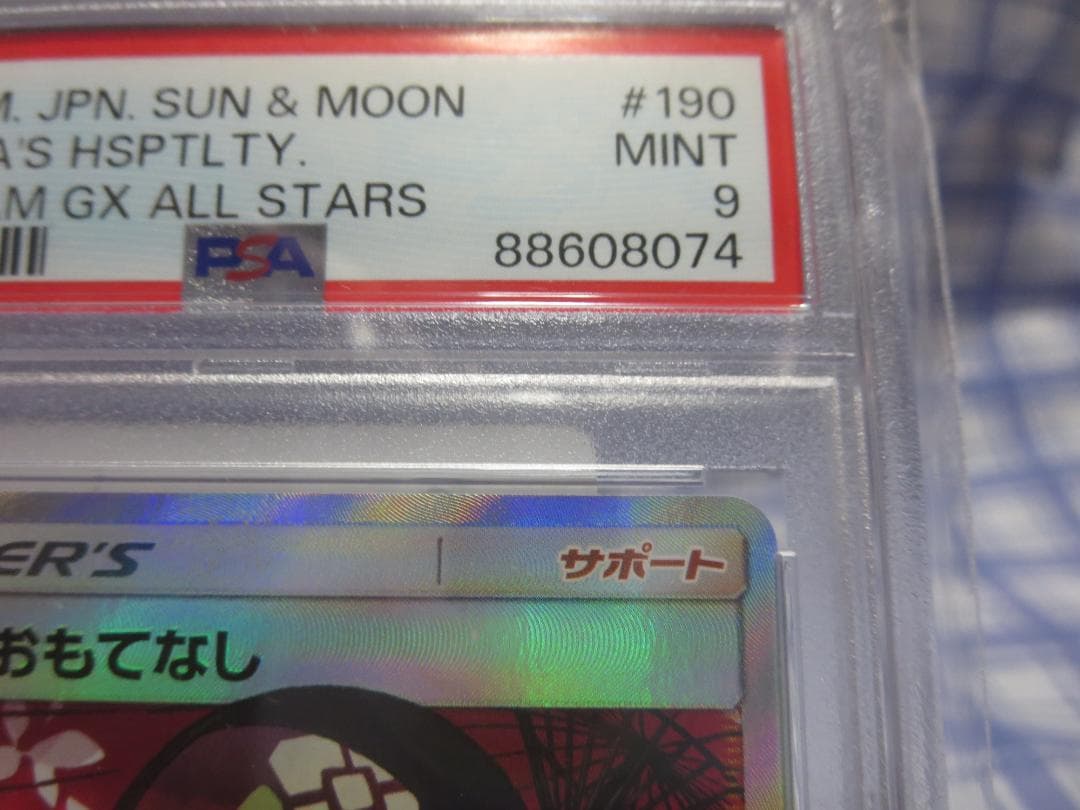 M. JPN. SUN & MOON #190
A'S HSPTLTY. MINT
AM GX ALL STARS 9
PSA 88608074
ER'S サポート
おもてなし